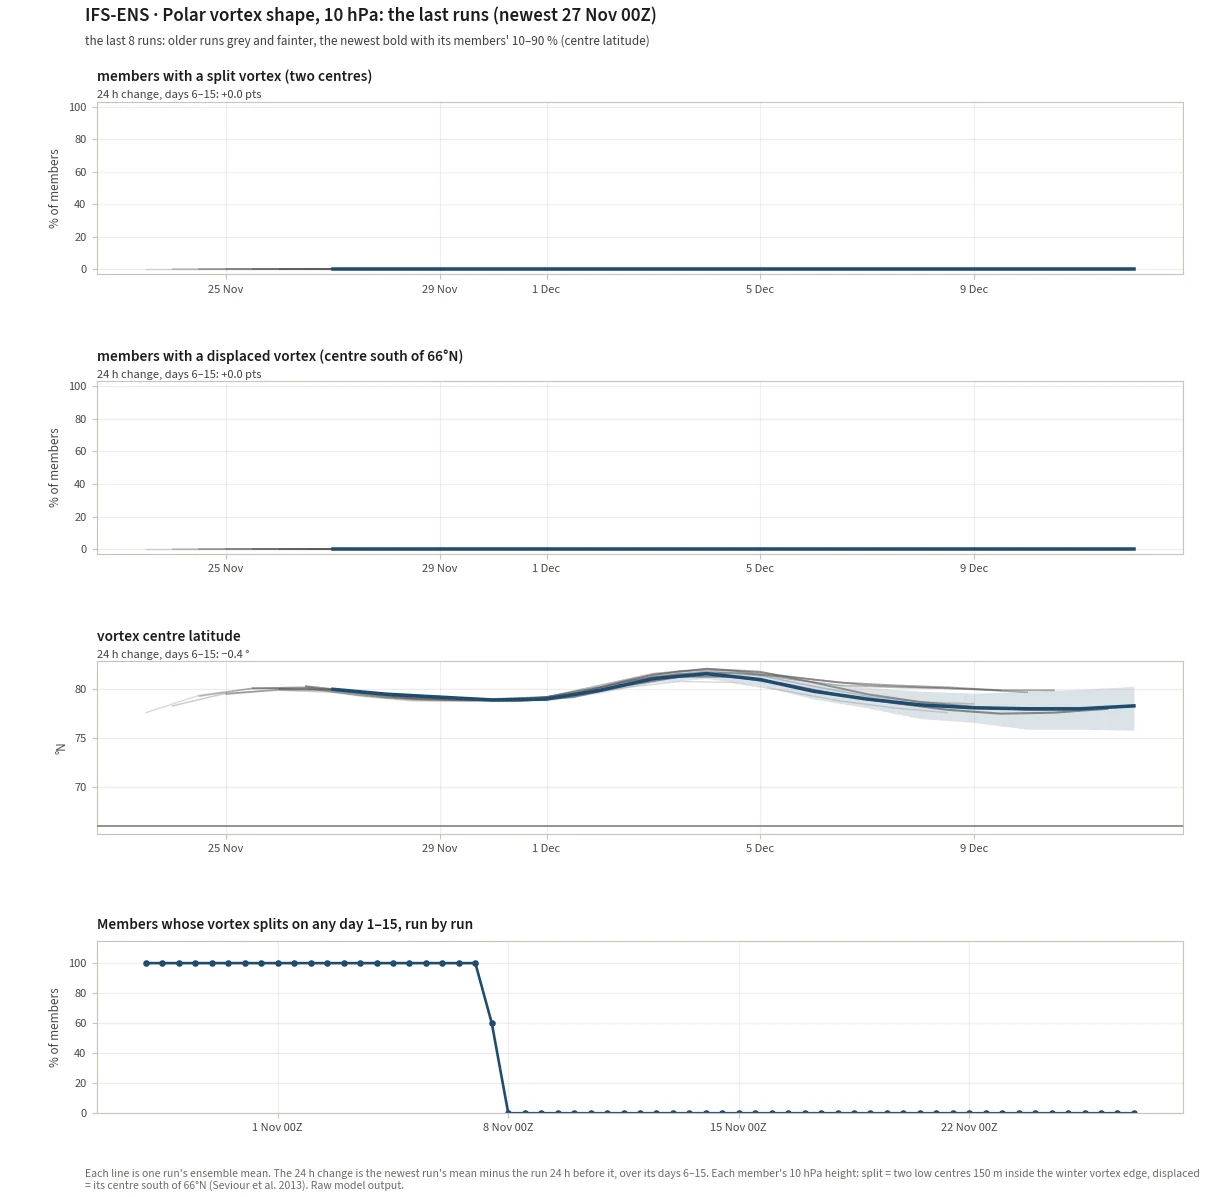 IFS-ENS · Polar vortex shape, 10 hPa: the last runs (newest 27 Nov 00Z)
the last 8 runs: older runs grey and fainter, the newest bold with its members' 10–90 % (centre latitude)
members with a split vortex (two centres)
24 h change, days 6–15: +0.0 pts
% of members
100
80
60
40
20
0
25 Nov 29 Nov 1 Dec 5 Dec 9 Dec
members with a displaced vortex (centre south of 66°N)
24 h change, days 6–15: +0.0 pts
% of members
100
80
60
40
20
0
25 Nov 29 Nov 1 Dec 5 Dec 9 Dec
vortex centre latitude
24 h change, days 6–15: −0.4 °
°N
80
75
70
25 Nov 29 Nov 1 Dec 5 Dec 9 Dec
Members whose vortex splits on any day 1–15, run by run
% of members
100
80
60
40
20
0
1 Nov 00Z 8 Nov 00Z 15 Nov 00Z 22 Nov 00Z
Each line is one run's ensemble mean. The 24 h change is the newest run's mean minus the run 24 h before it, over its days 6–15. Each member's 10 hPa height: split = two low centres 150 m inside the winter vortex edge, displaced
= its centre south of 66°N (Seviour et al. 2013). Raw model output.